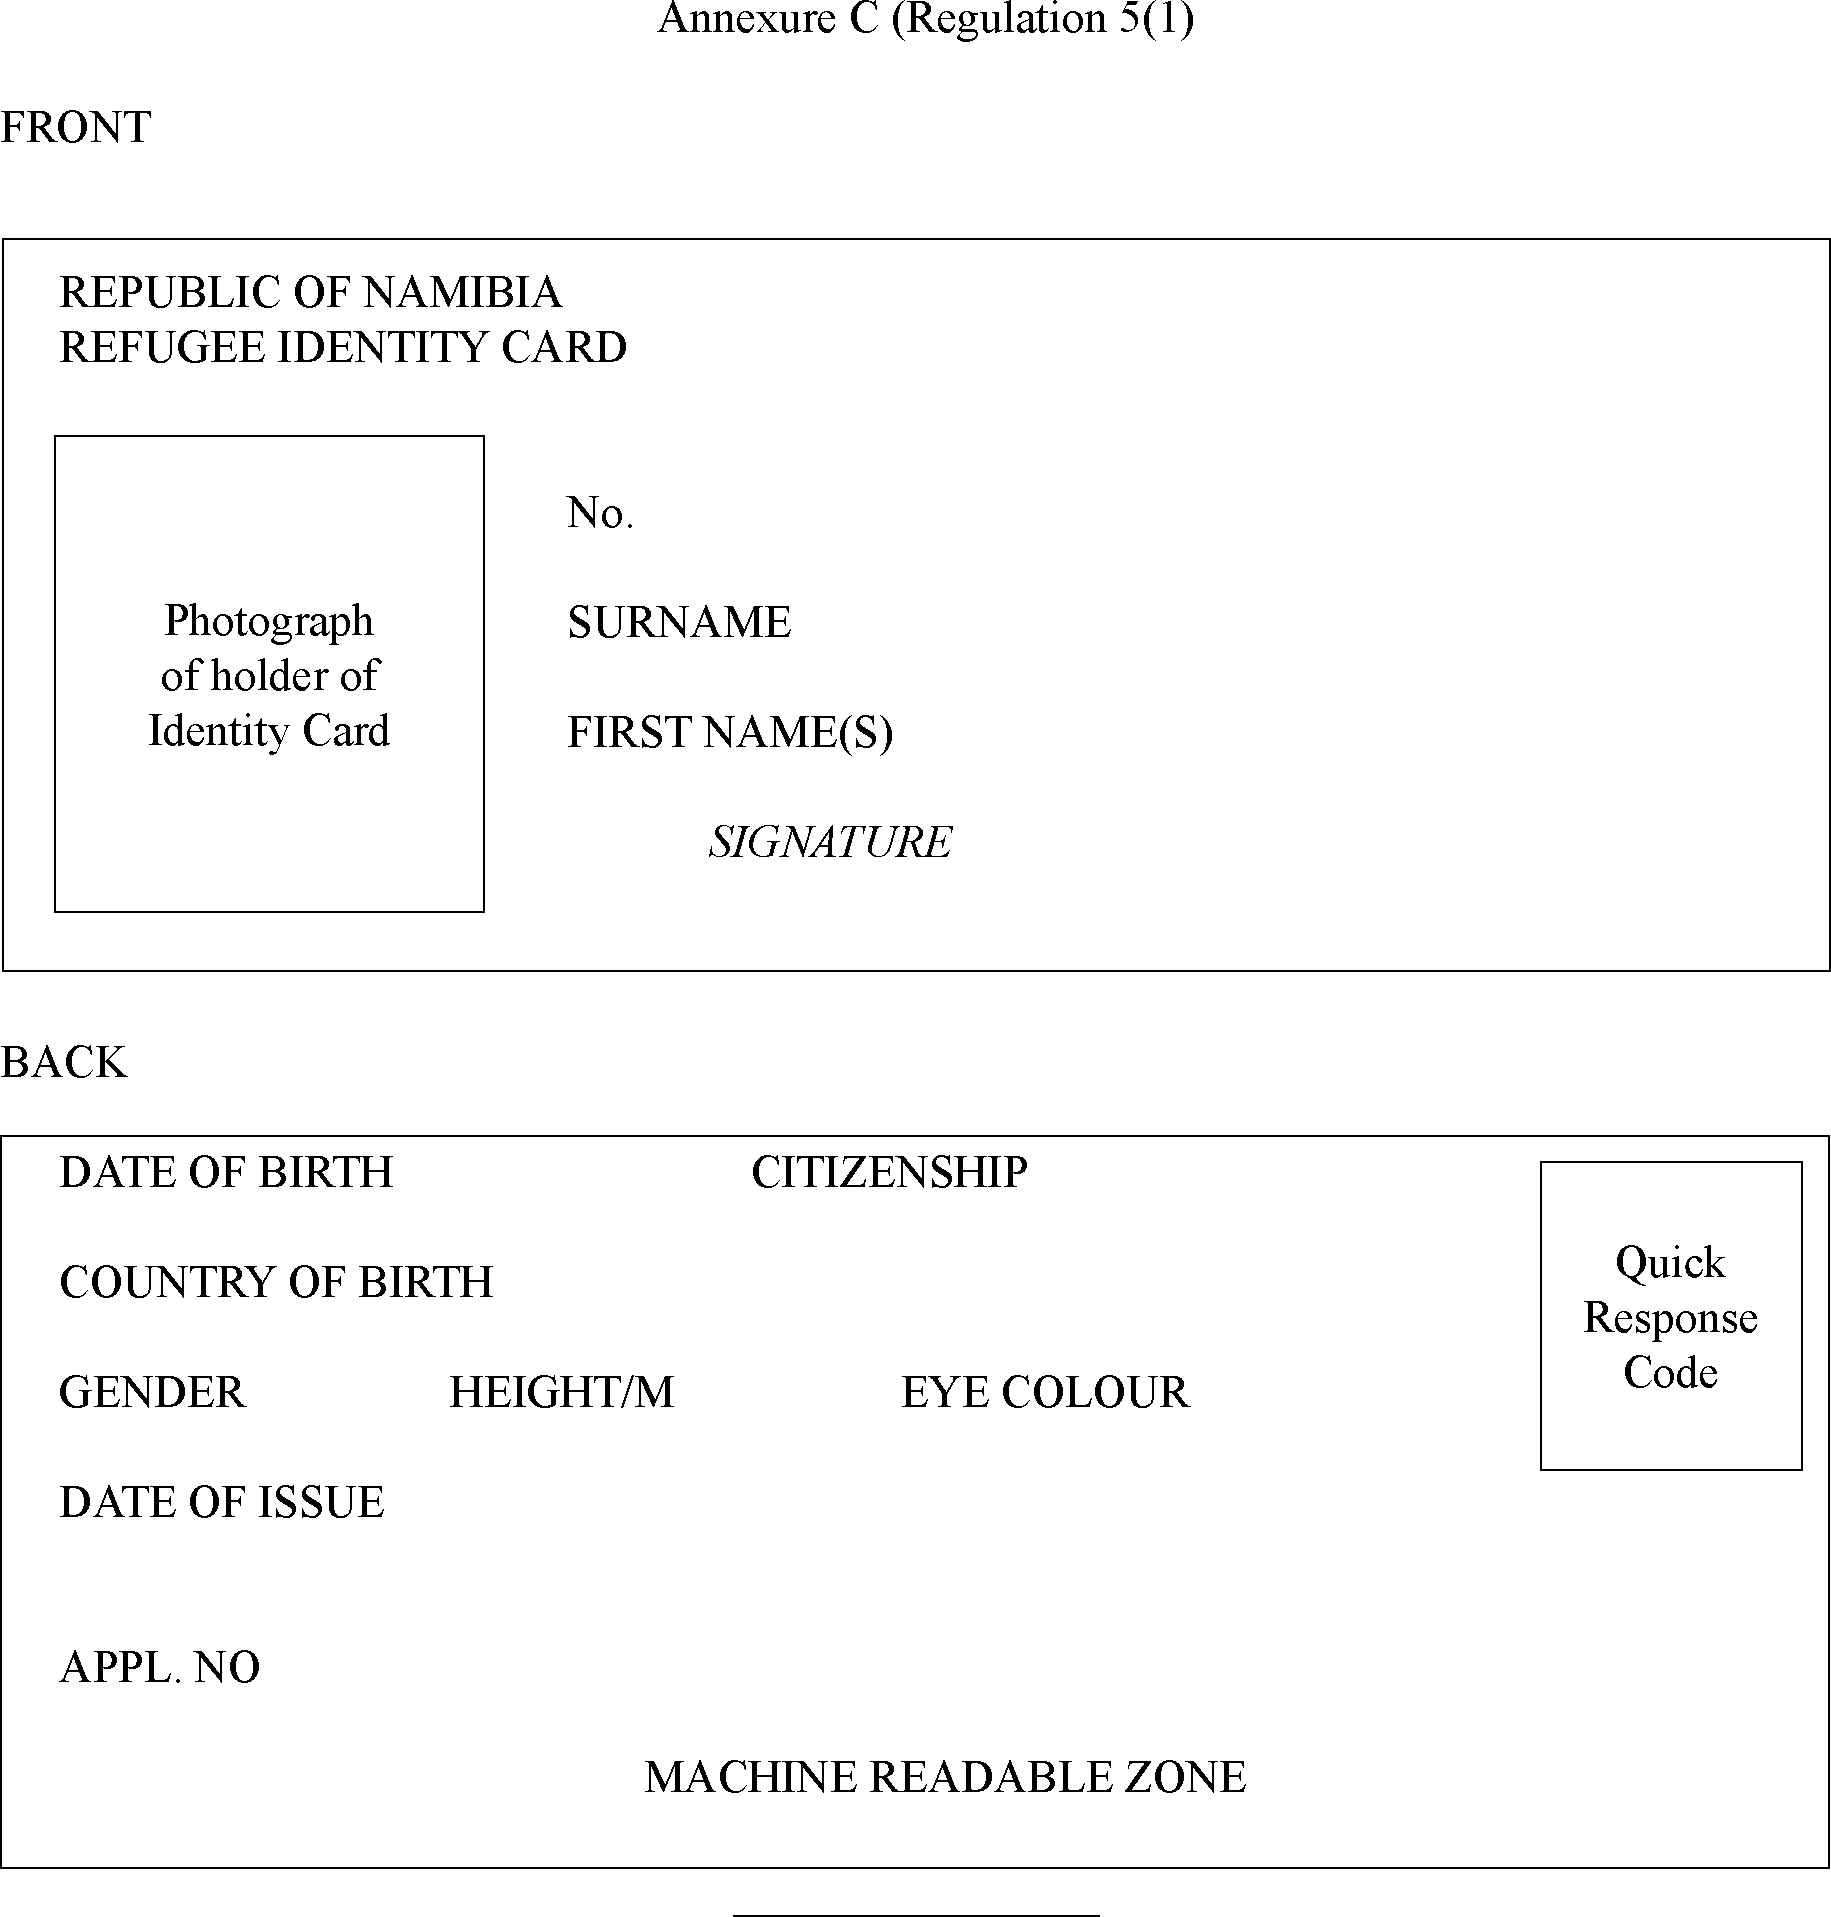 Annexure C (Regulation 5(1)
FRONT
REPUBLIC OF NAMIBIA
REFUGEE IDENTITY CARD
Photograph
of holder of
Identity Card
No.
SURNAME
FIRST NAME(S)
SIGNATURE
BACK
DATE OF BIRTH CITIZENSHIP
COUNTRY OF BIRTH
GENDER HEIGHT/M EYE COLOUR
DATE OF ISSUE
Quick
Response
Code
APPL. NO
MACHINE READABLE ZONE